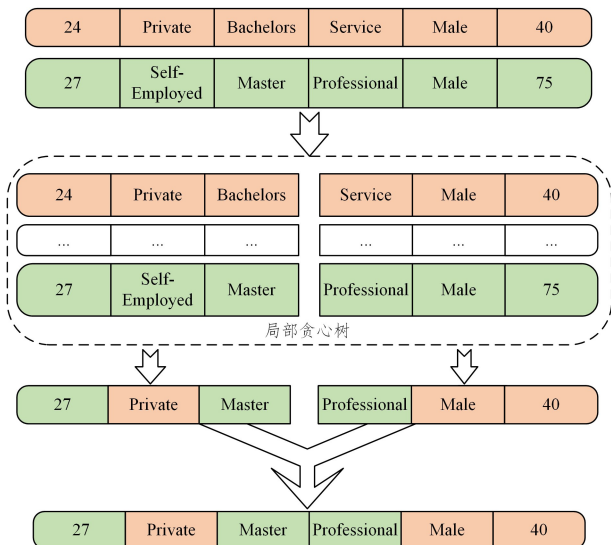 24 Private Bachelors Service Male 40
27 Self-Employed Master Professional Male 75
24 Private Bachelors Service Male 40
... ... ... ... ... ...
27 Self-Employed Master Professional Male 75
局部贪心树
27 Private Master Professional Male 40
27 Private Master Professional Male 40